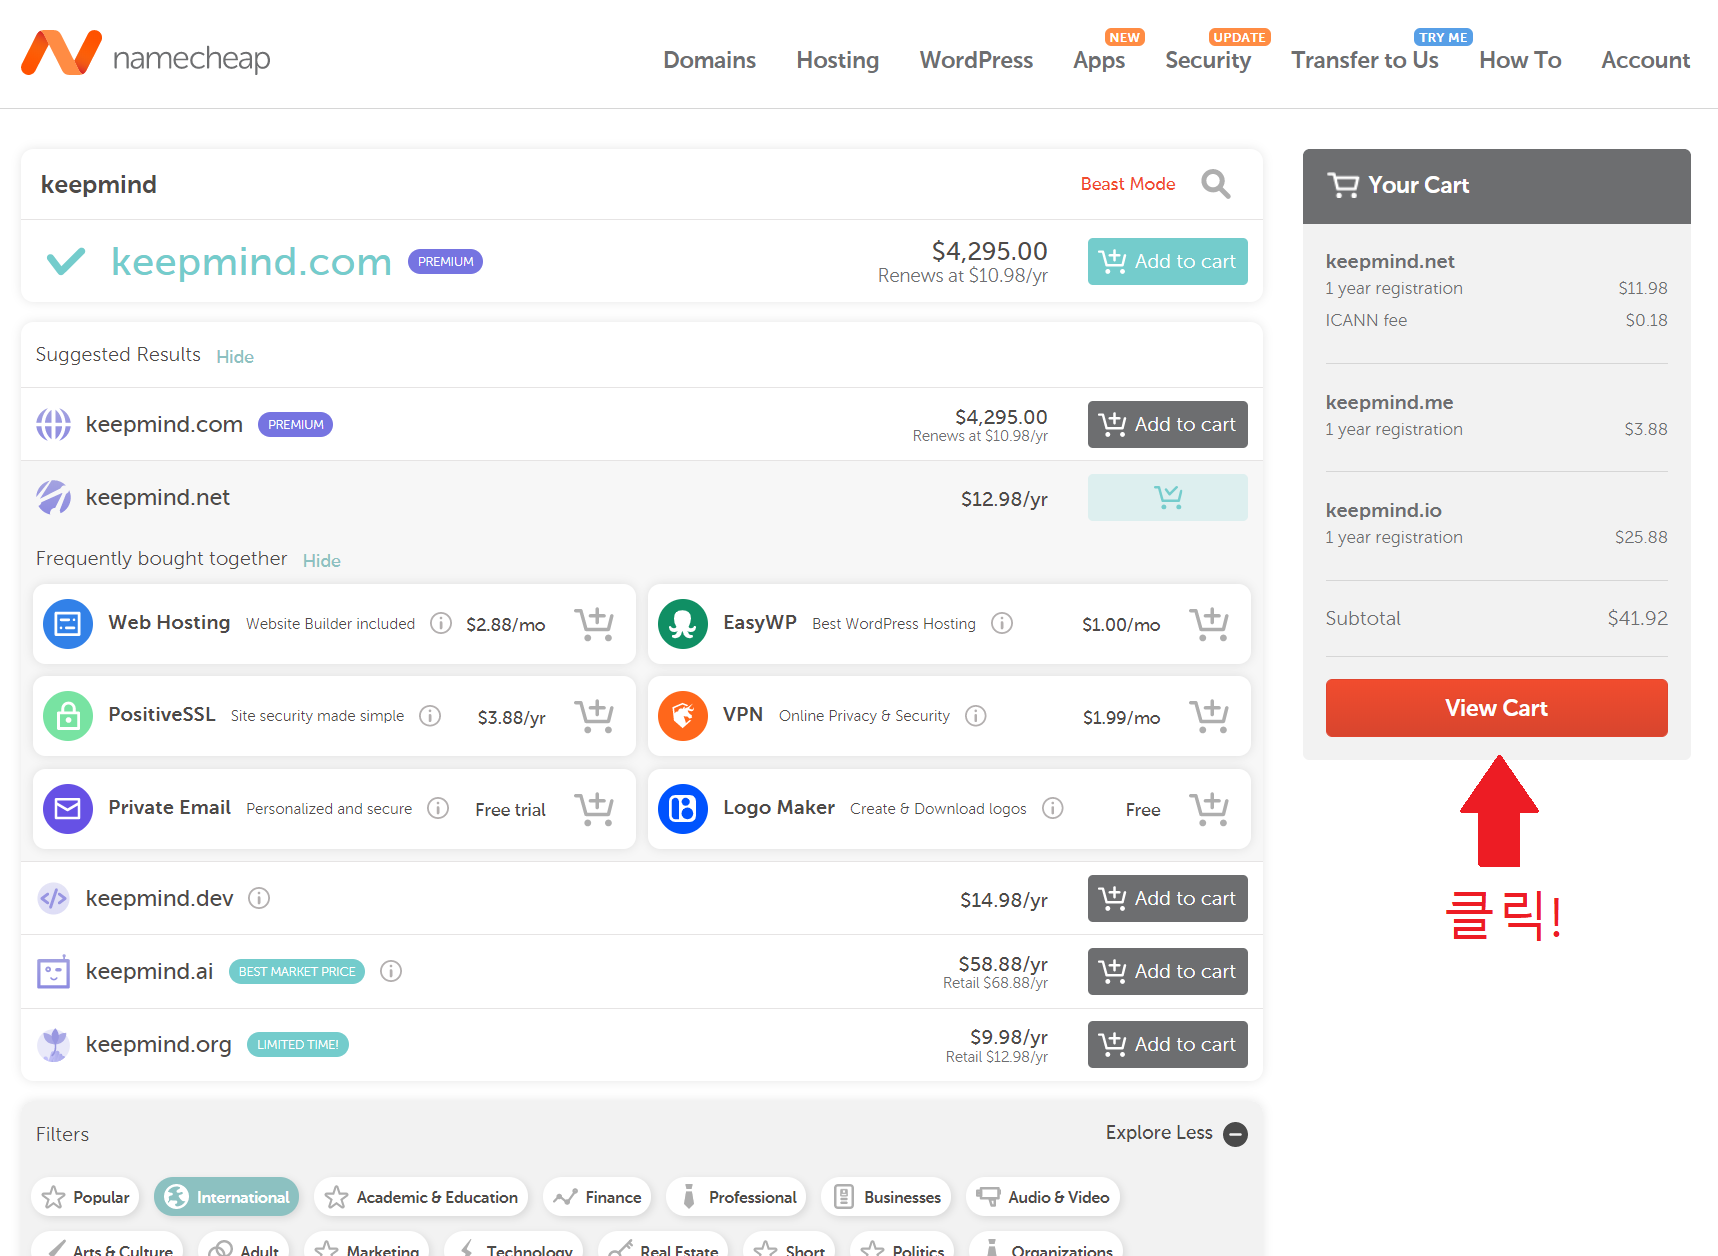 namecheap
Domains
Hosting
WordPress
NEW
Apps
UPDATE
Security
TRY ME
Transfer to Us
How To
Account
keepmind
Beast Mode
keepmind.com PREMIUM
$4,295.00
Renews at $10.98/yr
Add to cart
Suggested Results Hide
keepmind.com PREMIUM
$4,295.00
Renews at $10.98/yr
Add to cart
keepmind.net
$12.98/yr
Frequently bought together Hide
Web Hosting Website Builder included $2.88/mo
EasyWP Best WordPress Hosting $1.00/mo
PositiveSSL Site security made simple $3.88/yr
VPN Online Privacy & Security $1.99/mo
Private Email Personalized and secure Free trial
Logo Maker Create & Download logos Free
keepmind.dev
$14.98/yr
Add to cart
keepmind.ai BEST MARKET PRICE
$58.88/yr
Retail $68.88/yr
Add to cart
keepmind.org LIMITED TIME!
$9.98/yr
Retail $12.98/yr
Add to cart
Filters
Explore Less
Popular
International
Academic & Education
Finance
Professional
Businesses
Audio & Video
Arts & Culture
Adult
Marketing
Technology
Real Estate
Short
Politics
Organizations
Your Cart
keepmind.net
1 year registration $11.98
ICANN fee $0.18
keepmind.me
1 year registration $3.88
keepmind.io
1 year registration $25.88
Subtotal $41.92
View Cart
클릭!